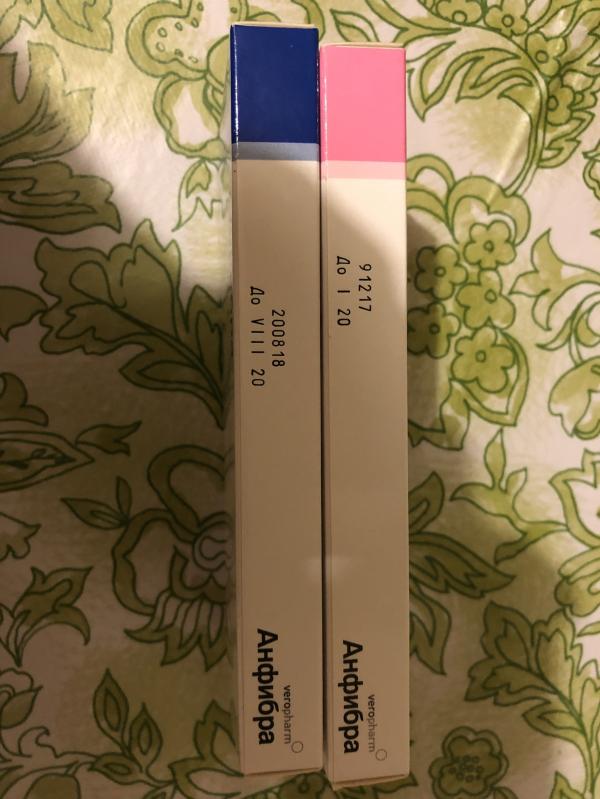 200818
До VIII 20
veropharm
Анфибра
91217
До I 20
veropharm
Анфибра